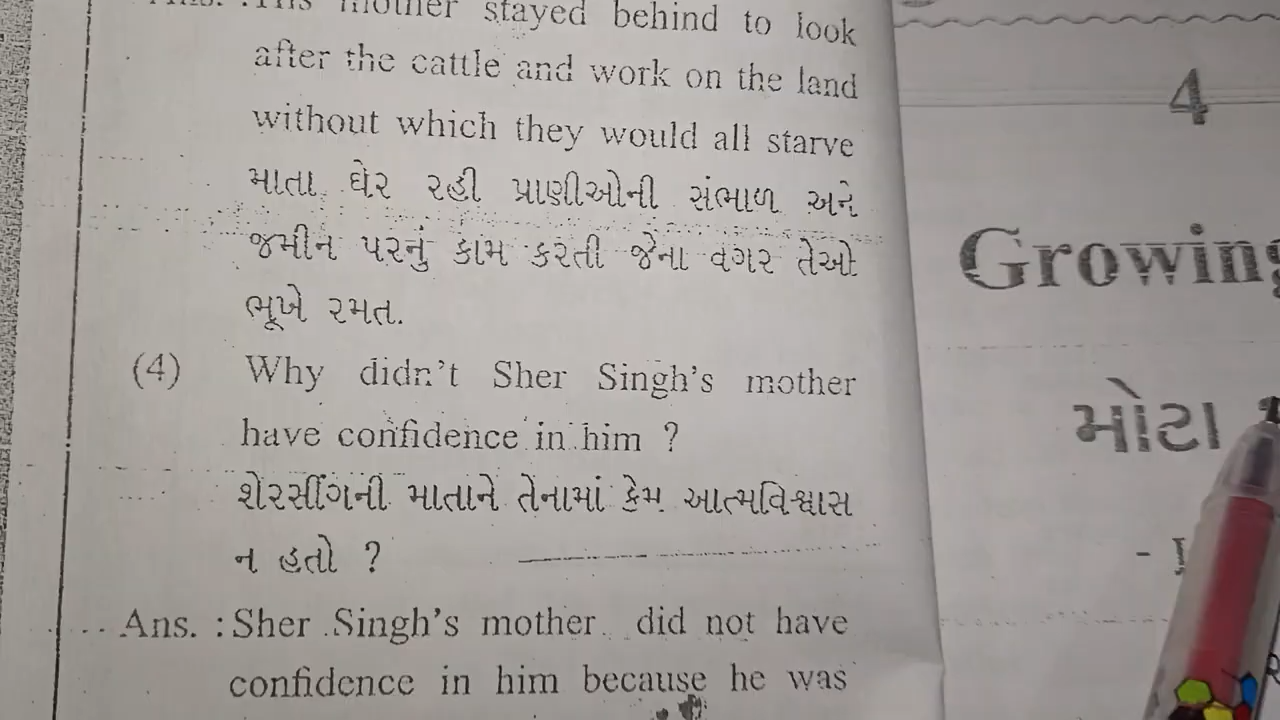 mother stayed behind to look
after the cattle and work on the land
without which they would all starve
માતા ઘેર રહી પ્રાણીઓની સંભાળ અને
જમીન પરનું કામ કરતી જેના વગર તેઓ
ભૂખે રમત.
(4) Why didn't Sher Singh's mother
have confidence in him ?
શેરસીંગની માતાને તેનામાં કેમ આત્મવિશ્વાસ
ન હતો ?
Ans. : Sher Singh's mother did not have
confidence in him because he was
4
Growing
મોટા